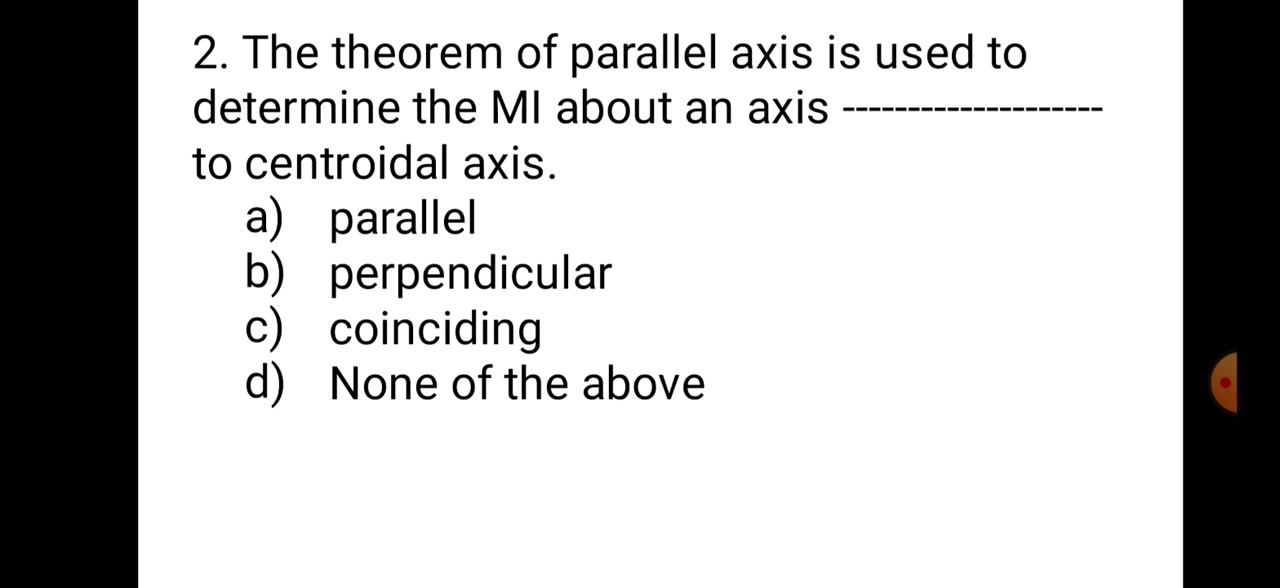 2. The theorem of parallel axis is used to
determine the MI about an axis --------------------
to centroidal axis.
a) parallel
b) perpendicular
c) coinciding
d) None of the above